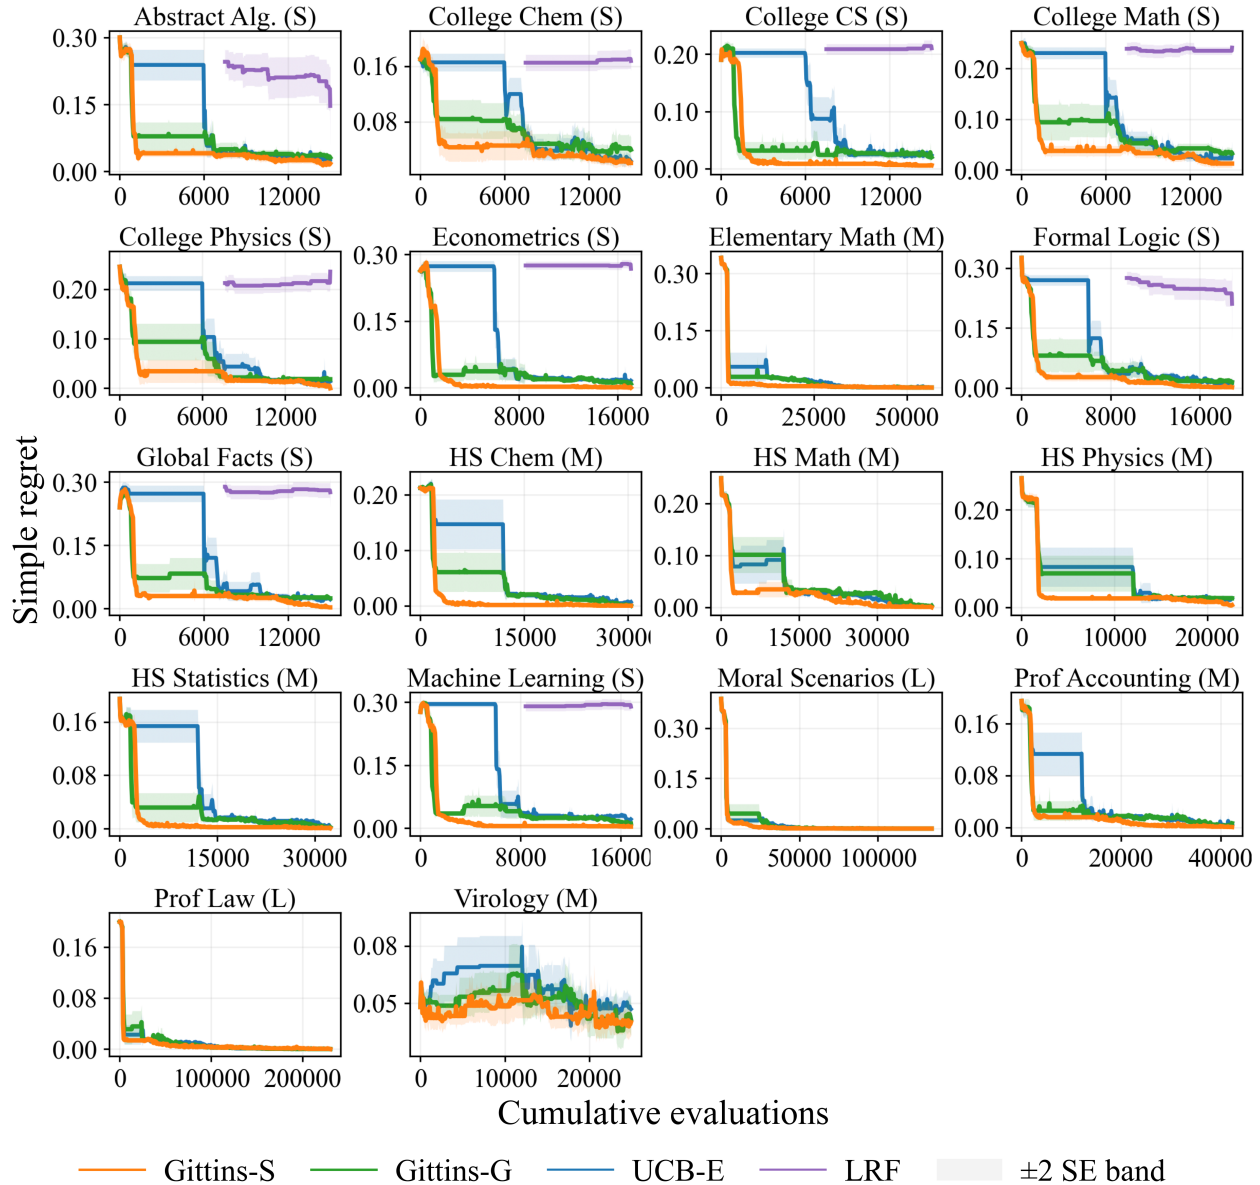 Abstract Alg. (S)
College Chem (S)
College CS (S)
College Math (S)
0.30
0.15
0.00
0 6000 12000
0.16
0.08
0 6000 12000
0.20
0.10
0.00
0 6000 12000
0.20
0.10
0.00
0 6000 12000
College Physics (S)
Econometrics (S)
Elementary Math (M)
Formal Logic (S)
0.20
0.10
0.00
0 6000 12000
0.30
0.15
0.00
0 8000 16000
0.30
0.15
0.00
0 25000 50000
0.30
0.15
0.00
0 8000 16000
Simple regret
Global Facts (S)
HS Chem (M)
HS Math (M)
HS Physics (M)
0.30
0.15
0.00
0 6000 12000
0.20
0.10
0.00
0 15000 30000
0.20
0.10
0.00
0 15000 30000
0.20
0.10
0.00
0 10000 20000
HS Statistics (M)
Machine Learning (S)
Moral Scenarios (L)
Prof Accounting (M)
0.16
0.08
0.00
0 15000 30000
0.30
0.15
0.00
0 8000 16000
0.30
0.15
0.00
0 50000 100000
0.16
0.08
0.00
0 20000 40000
Prof Law (L)
Virology (M)
0.16
0.08
0.00
0 100000 200000
0.08
0.05
0 10000 20000
Cumulative evaluations
Gittins-S
Gittins-G
UCB-E
LRF
±2 SE band